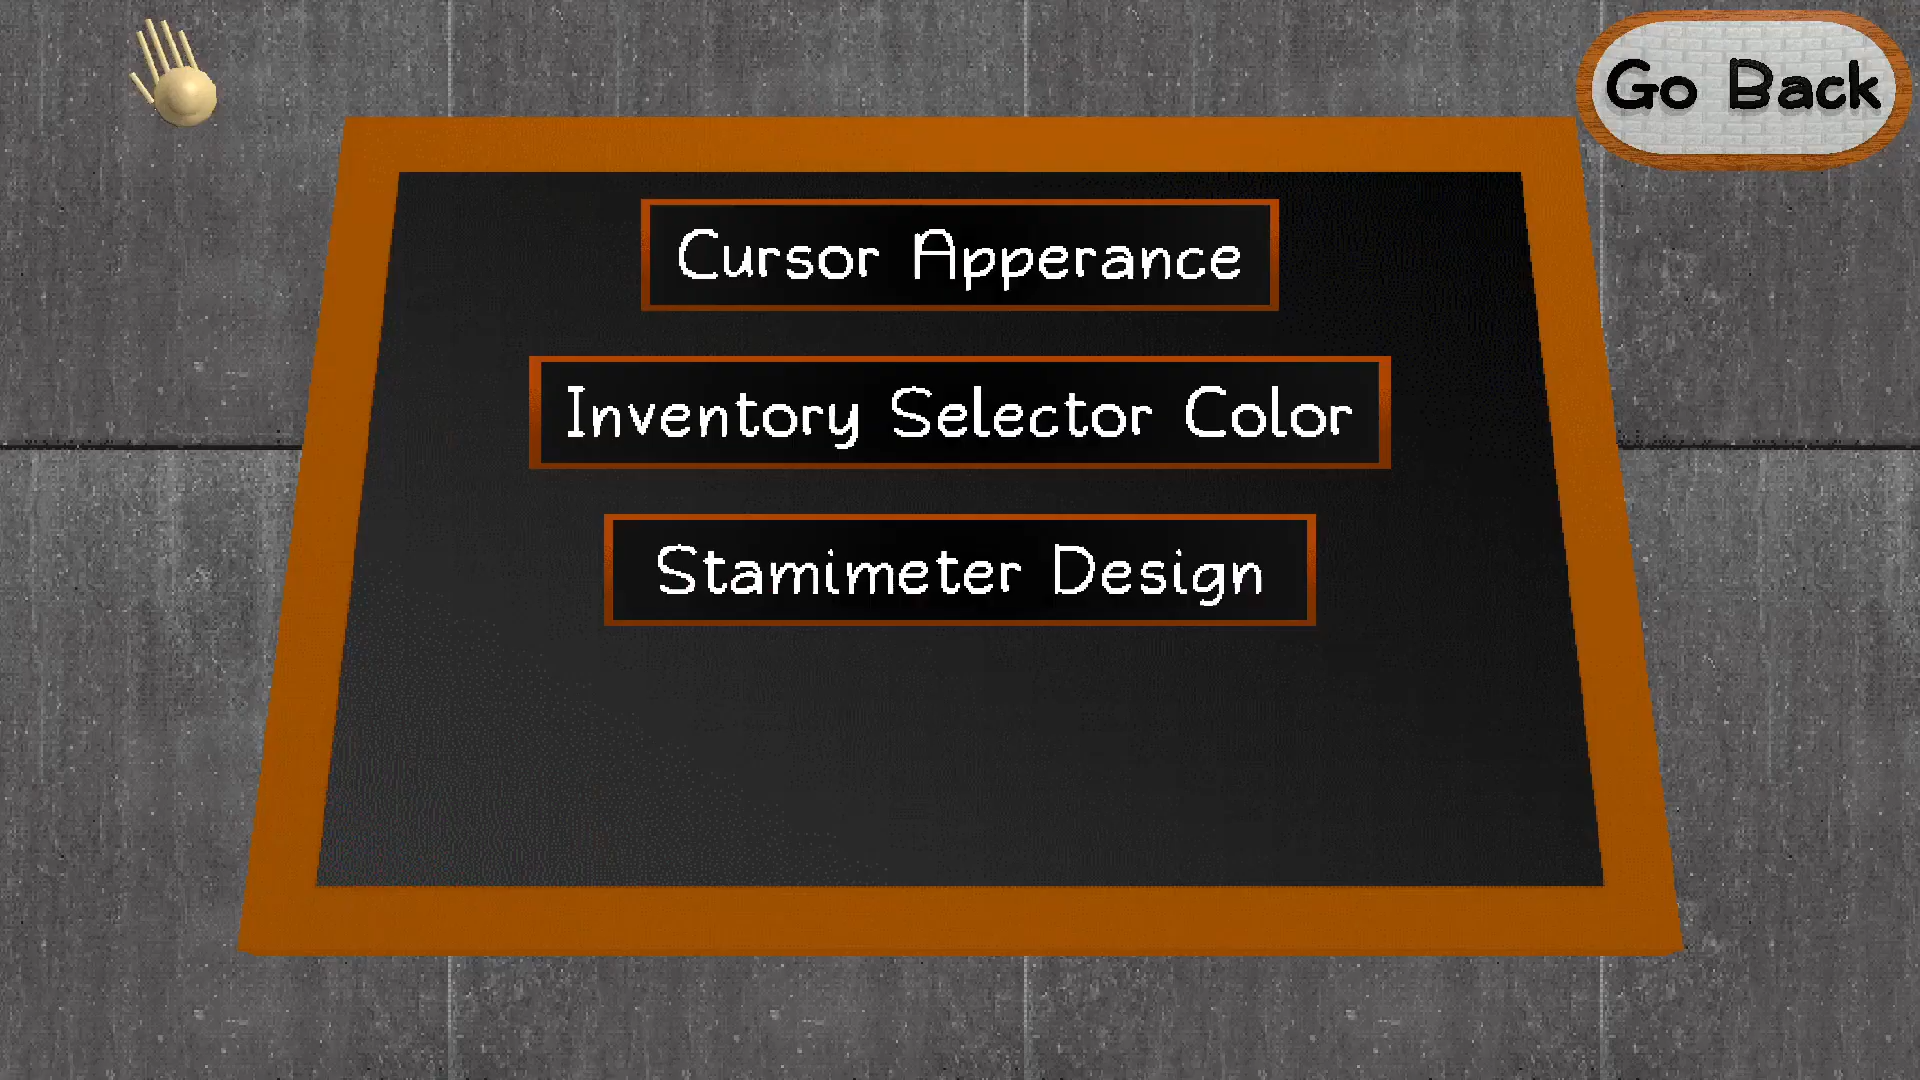 Go Back
Cursor Apperance
Inventory Selector Color
Stamimeter Design